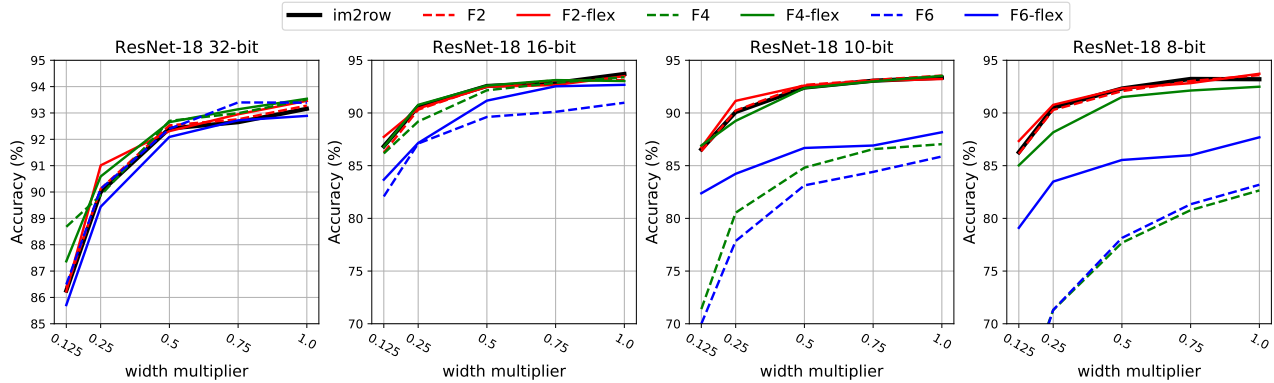 im2row F2 F2-flex F4 F4-flex F6 F6-flex
ResNet-18 32-bit
Accuracy (%)
95
94
93
92
91
90
89
88
87
86
85
0.125 0.25 0.5 0.75 1.0
width multiplier
ResNet-18 16-bit
Accuracy (%)
95
90
85
80
75
70
0.125 0.25 0.5 0.75 1.0
width multiplier
ResNet-18 10-bit
Accuracy (%)
95
90
85
80
75
70
0.125 0.25 0.5 0.75 1.0
width multiplier
ResNet-18 8-bit
Accuracy (%)
95
90
85
80
75
70
0.125 0.25 0.5 0.75 1.0
width multiplier